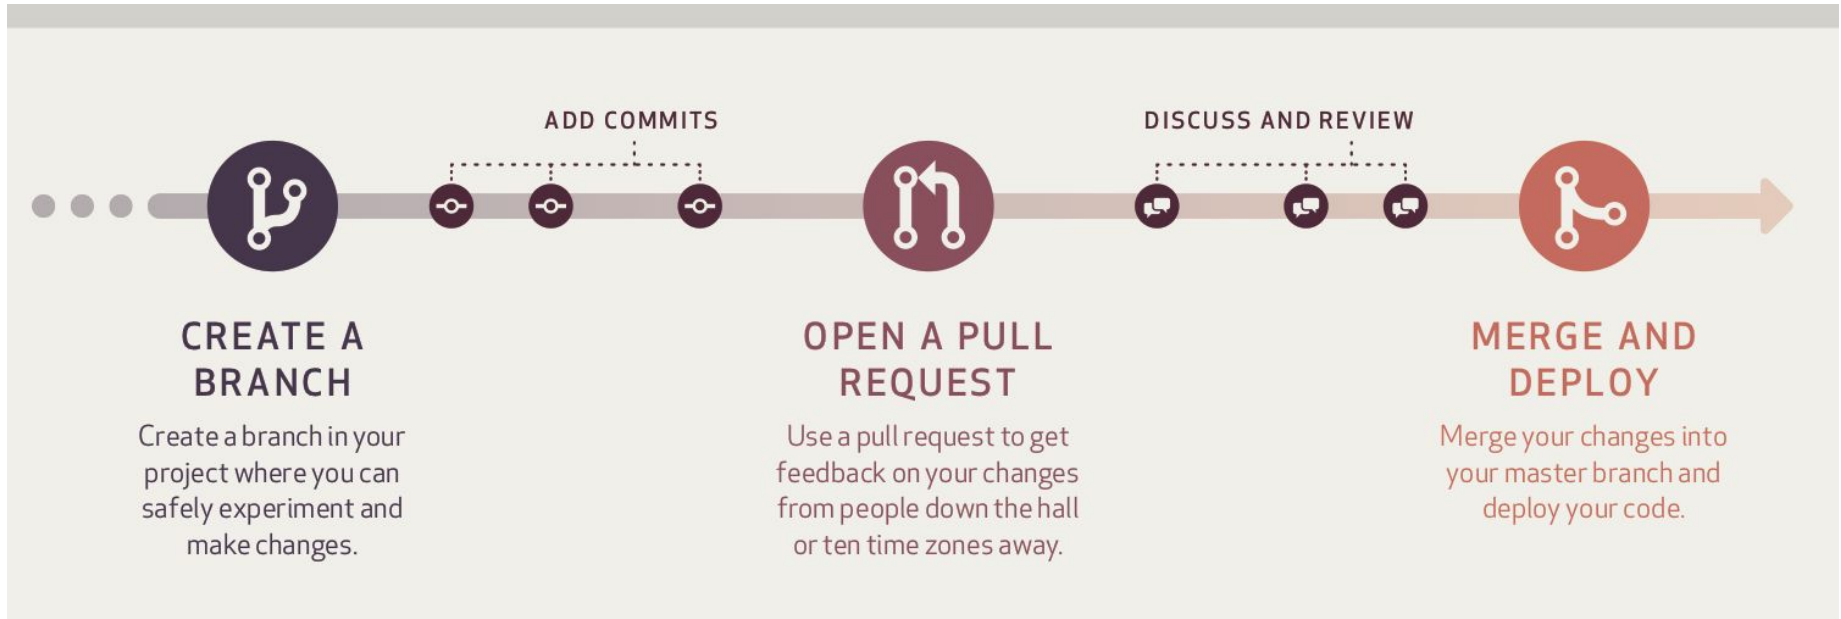 ADD COMMITS
DISCUSS AND REVIEW
CREATE A
BRANCH
Create a branch in your
project where you can
safely experiment and
make changes.
OPEN A PULL
REQUEST
Use a pull request to get
feedback on your changes
from people down the hall
or ten time zones away.
MERGE AND
DEPLOY
Merge your changes into
your master branch and
deploy your code.